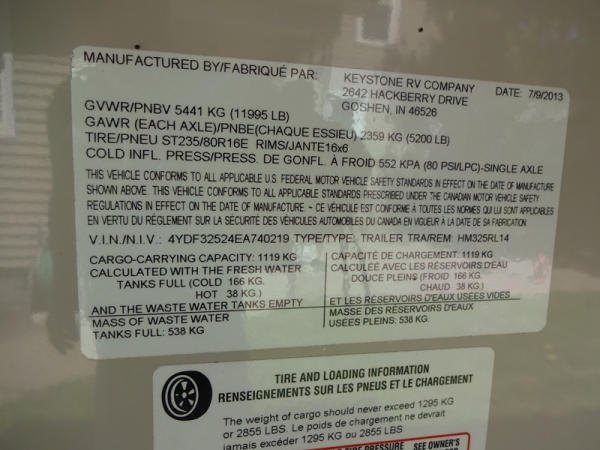 MANUFACTURED BY/FABRIQUÉ PAR: KEYSTONE RV COMPANY DATE: 7/9/2013
2642 HACKBERRY DRIVE
GOSHEN, IN 46526
GVWR/PNBV 5441 KG (11995 LB)
GAWR (EACH AXLE)/PNBE(CHAQUE ESSIEU) 2359 KG (5200 LB)
TIRE/PNEU ST235/80R16E RIMS/JANTE16x6
COLD INFL. PRESS/PRESS. DE GONFL. À FROID 552 KPA (80 PSI/LPC)-SINGLE AXLE
THIS VEHICLE CONFORMS TO ALL APPLICABLE U.S. FEDERAL MOTOR VEHICLE SAFETY STANDARDS IN EFFECT ON THE DATE OF MANUFACTURE
SHOWN ABOVE. THIS VEHICLE CONFORMS TO ALL APPLICABLE STANDARDS PRESCRIBED UNDER THE CANADIAN MOTOR VEHICLE SAFETY
REGULATIONS IN EFFECT ON THE DATE OF MANUFACTURE - CE VÉHICULE EST CONFORME À TOUTES LES NORMES QUI LUI SONT APPLICABLES
EN VERTU DU RÉGLEMENT SUR LA SÉCURITÉ DES VÉHICULES AUTOMOBILES DU CANADA EN VIGUEUR À LA DATE DE SA FABRICATION.
V.I.N./N.I.V.: 4YDF32524EA740219 TYPE/TYPE: TRAILER TRA/REM: HM325RL14
CARGO-CARRYING CAPACITY: 1119 KG
CALCULATED WITH THE FRESH WATER
TANKS FULL (COLD 166 KG.
HOT 38 KG.)
AND THE WASTE WATER TANKS EMPTY
MASS OF WASTE WATER
TANKS FULL: 538 KG
CAPACITÉ DE CHARGEMENT: 1119 KG
CALCULÉE AVEC LES RÉSERVOIRS D'EAU
DOUCE PLEINS (FROID 166 KG.
CHAUD 38 KG.)
ET LES RÉSERVOIRS D'EAUX USÉES VIDES
MASSE DES RÉSERVOIRS D'EAUX
USÉES PLEINS: 538 KG.
TIRE AND LOADING INFORMATION
RENSEIGNEMENTS SUR LES PNEUS ET LE CHARGEMENT
The weight of cargo should never exceed 1295 KG
or 2855 LBS. Le poids de chargement ne devrait
jamais excéder 1295 KG ou 2855 LBS.
TIRE PRESSURE SEE OWNER'S